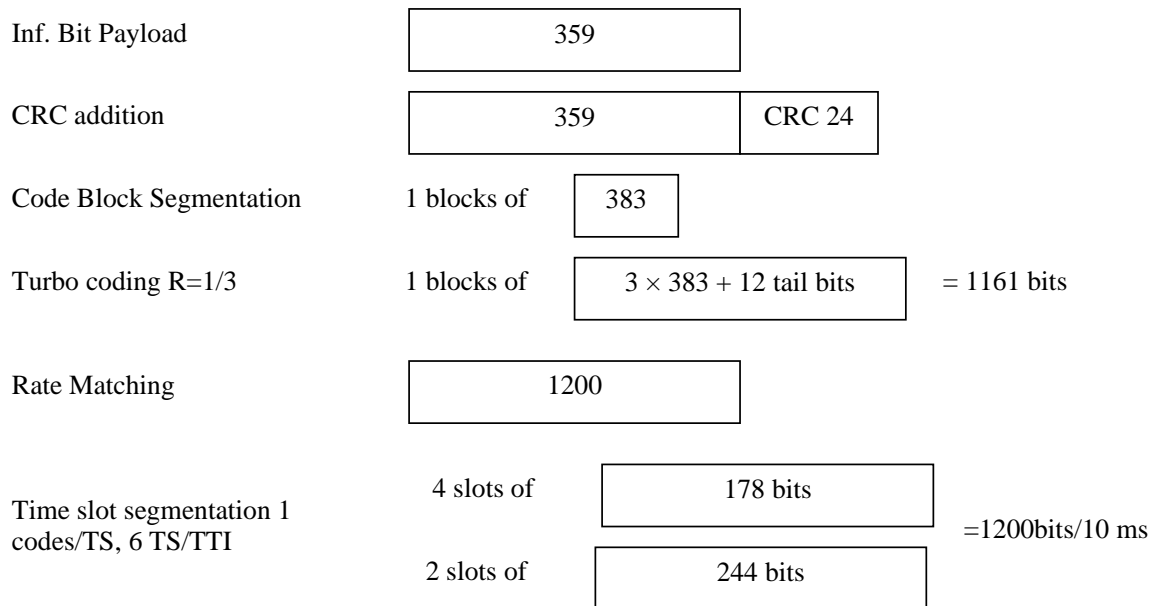 Inf. Bit Payload 359
CRC addition 359 CRC 24
Code Block Segmentation 1 blocks of 383
Turbo coding R=1/3 1 blocks of 3 × 383 + 12 tail bits = 1161 bits
Rate Matching 1200
4 slots of 178 bits
Time slot segmentation 1
codes/TS, 6 TS/TTI =1200bits/10 ms
2 slots of 244 bits